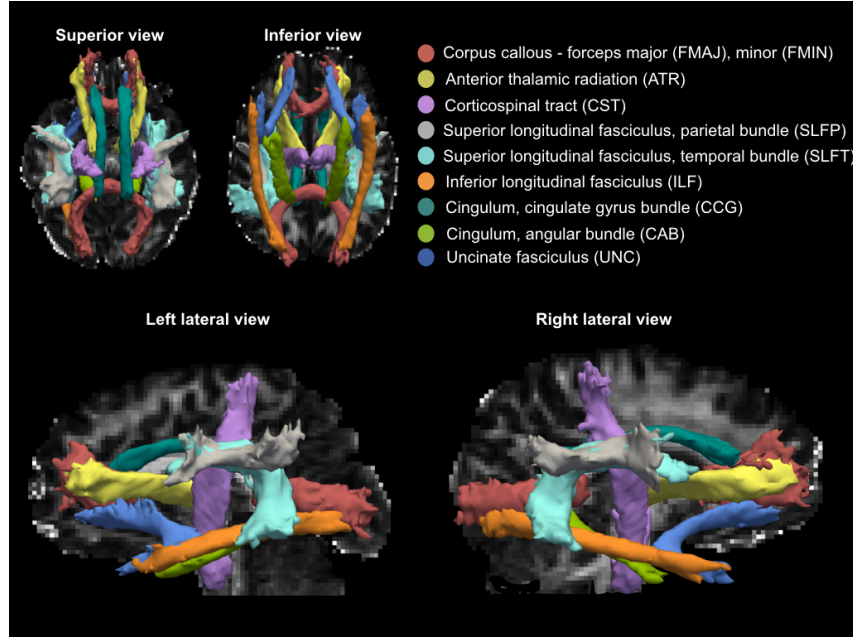 Superior view
Inferior view
Corpus callous - forceps major (FMAJ), minor (FMIN)
Anterior thalamic radiation (ATR)
Corticospinal tract (CST)
Superior longitudinal fasciculus, parietal bundle (SLFP)
Superior longitudinal fasciculus, temporal bundle (SLFT)
Inferior longitudinal fasciculus (ILF)
Cingulum, cingulate gyrus bundle (CCG)
Cingulum, angular bundle (CAB)
Uncinate fasciculus (UNC)
Left lateral view
Right lateral view